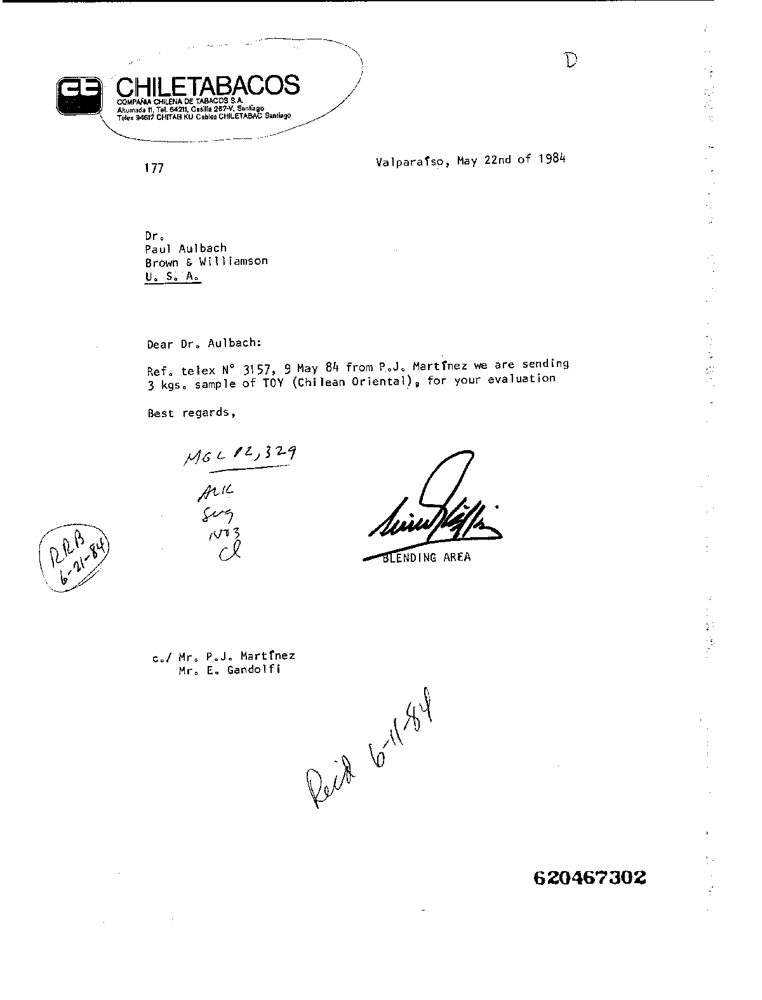 D
CHILETABACOS
COMPAÑIA CHILENA DE TABACOS S.A.
Ahumada 11, Tel. 64211, Casilla 267-V, Santiago
Telex 94617 CHITAB KU Cables CHILETABAC Santiago
177
Valparaíso, May 22nd of 1984
Dr.
Paul Aulbach
Brown & Williamson
U. S. A.
Dear Dr. Aulbach:
Ref. telex N° 3157, 9 May 84 from P.J. Martínez we are sending
3 kgs. sample of TOY (Chilean Oriental), for your evaluation
Best regards,
MGL 12,329
Alk
Sug
NO3
Cl
RRB
6-21-84
BLENDING AREA
c./ Mr. P.J. Martínez
Mr. E. Gandolfi
Rec'd 6-11-84
620467302